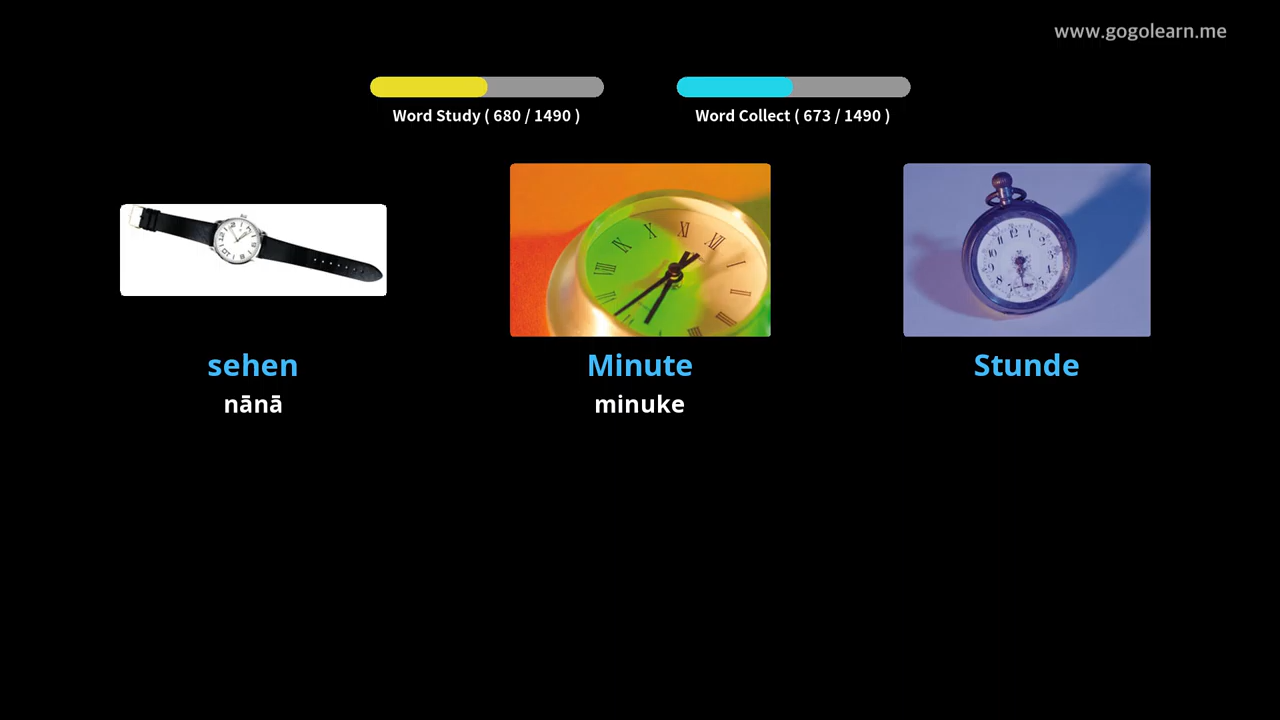 www.gogolearn.me
Word Study ( 680 / 1490 )
Word Collect ( 673 / 1490 )
sehen
nānā
Minute
minuke
Stunde